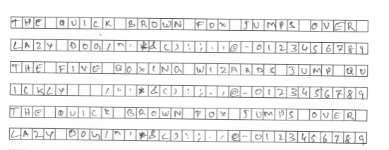 THE QUICK BROWN FOX JUMPS OVER
LAZY DOG/"'*&():;.,@-0123456789
THE FIVE BOXING WIZARDS JUMP QU
ICKLY /"'*&():;.,@-0123456789
THE QUICK BROWN FOX JUMPS OVER
LAZY DOG/"'*&():;.,@-0123456789